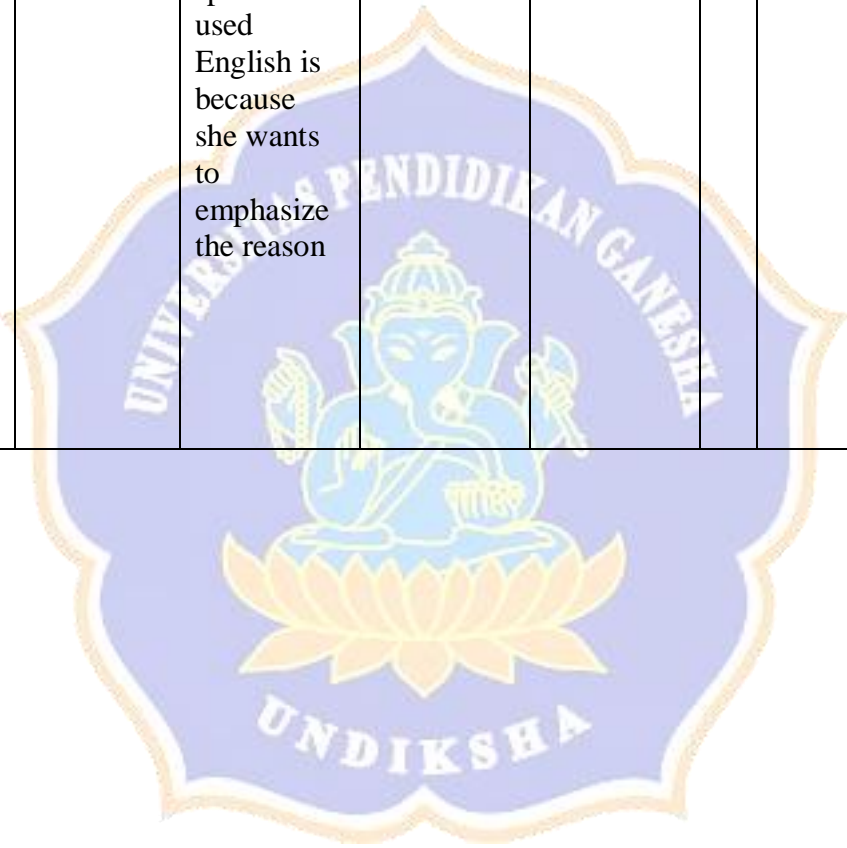 used
English is
because
she wants
to
emphasize
the reason
UNIVERSITAS PENDIDIKAN GANESHA
UNDIKSHA